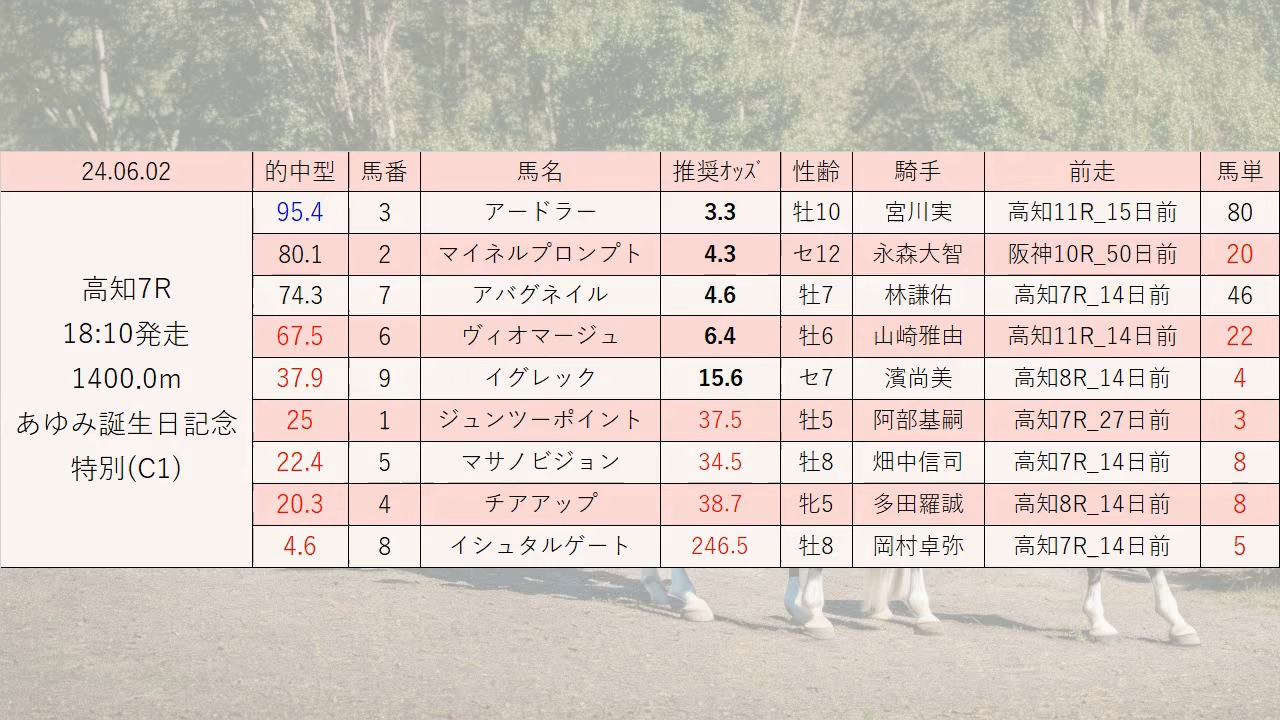 24.06.02 的中型 馬番 馬名 推奨ｵｯｽﾞ 性齢 騎手 前走 馬単
高知7R
18:10発走
1400.0m
あゆみ誕生日記念
特別(C1)
95.4 3 アードラー 3.3 牡10 宮川実 高知11R_15日前 80
80.1 2 マイネルプロンプト 4.3 セ12 永森大智 阪神10R_50日前 20
74.3 7 アバグネイル 4.6 牡7 林謙佑 高知7R_14日前 46
67.5 6 ヴィオマージュ 6.4 牡6 山崎雅由 高知11R_14日前 22
37.9 9 イグレック 15.6 セ7 濱尚美 高知8R_14日前 4
25 1 ジュンツーポイント 37.5 牡5 阿部基嗣 高知7R_27日前 3
22.4 5 マサノビジョン 34.5 牡8 畑中信司 高知7R_14日前 8
20.3 4 チアアップ 38.7 牝5 多田羅誠 高知8R_14日前 8
4.6 8 イシュタルゲート 246.5 牡8 岡村卓弥 高知7R_14日前 5